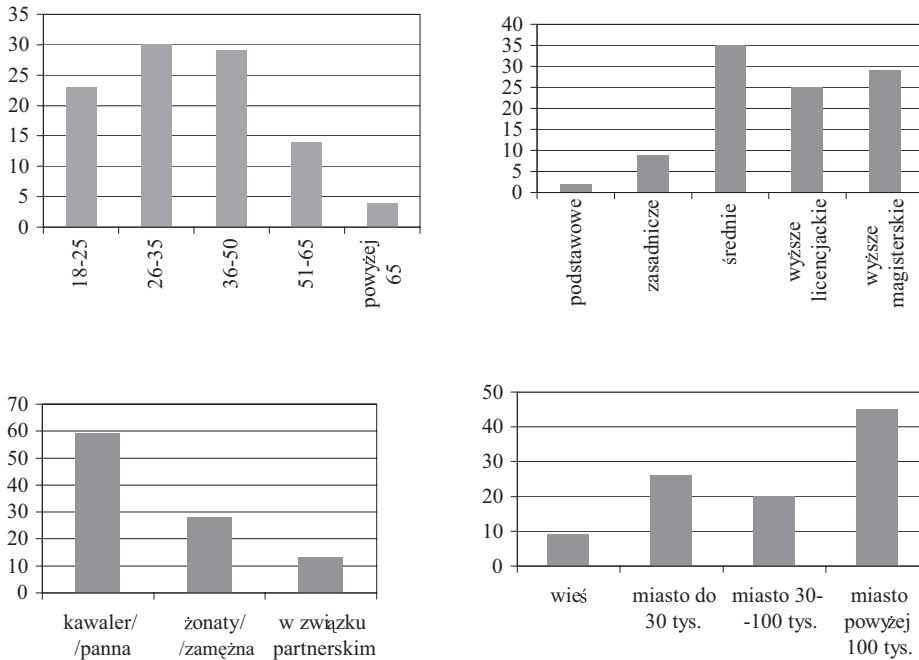 35
30
25
20
15
10
5
0
18-25
26-35
36-50
51-65
powyżej
65
40
35
30
25
20
15
10
5
0
podstawowe
zasadnicze
średnie
wyższe
licencjackie
wyższe
magisterskie
70
60
50
40
30
20
10
0
kawaler/
/panna
żonaty/
/zamężna
w związku
partnerskim
50
40
30
20
10
0
wieś
miasto do
30 tys.
miasto 30-
-100 tys.
miasto
powyżej
100 tys.